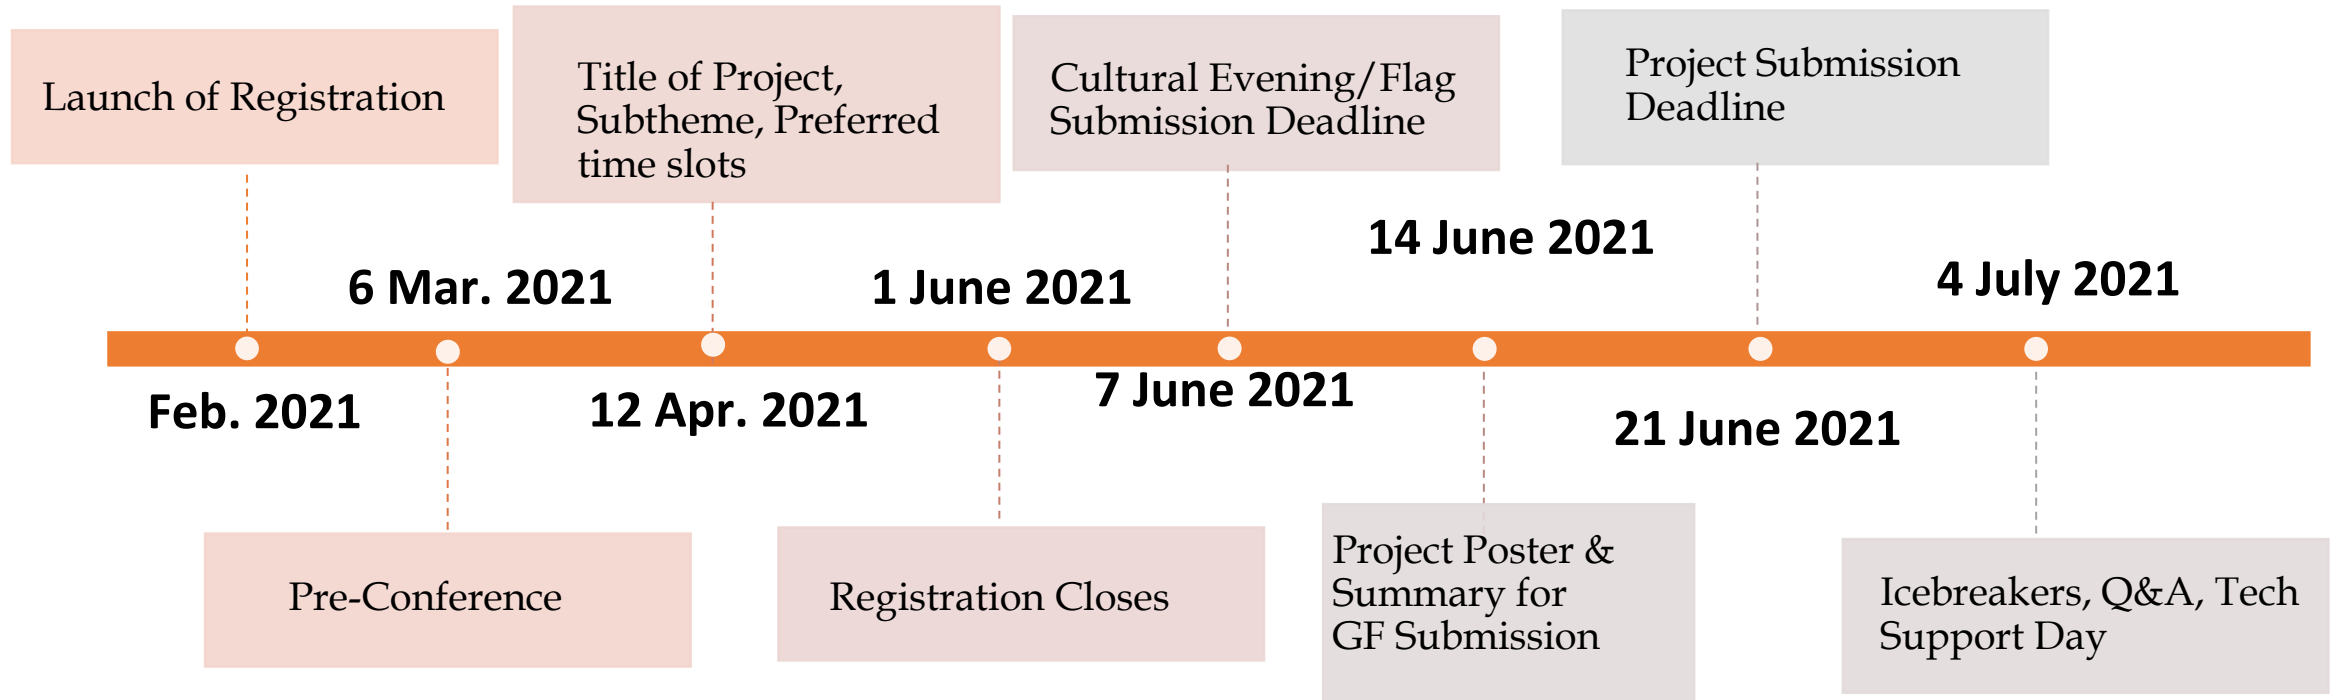 Launch of Registration
Title of Project,
Subtheme, Preferred
time slots
Cultural Evening/Flag
Submission Deadline
Project Submission
Deadline
14 June 2021
6 Mar. 2021
1 June 2021
4 July 2021
Feb. 2021
12 Apr. 2021
7 June 2021
21 June 2021
Pre-Conference
Registration Closes
Project Poster &
Summary for
GF Submission
Icebreakers, Q&A, Tech
Support Day